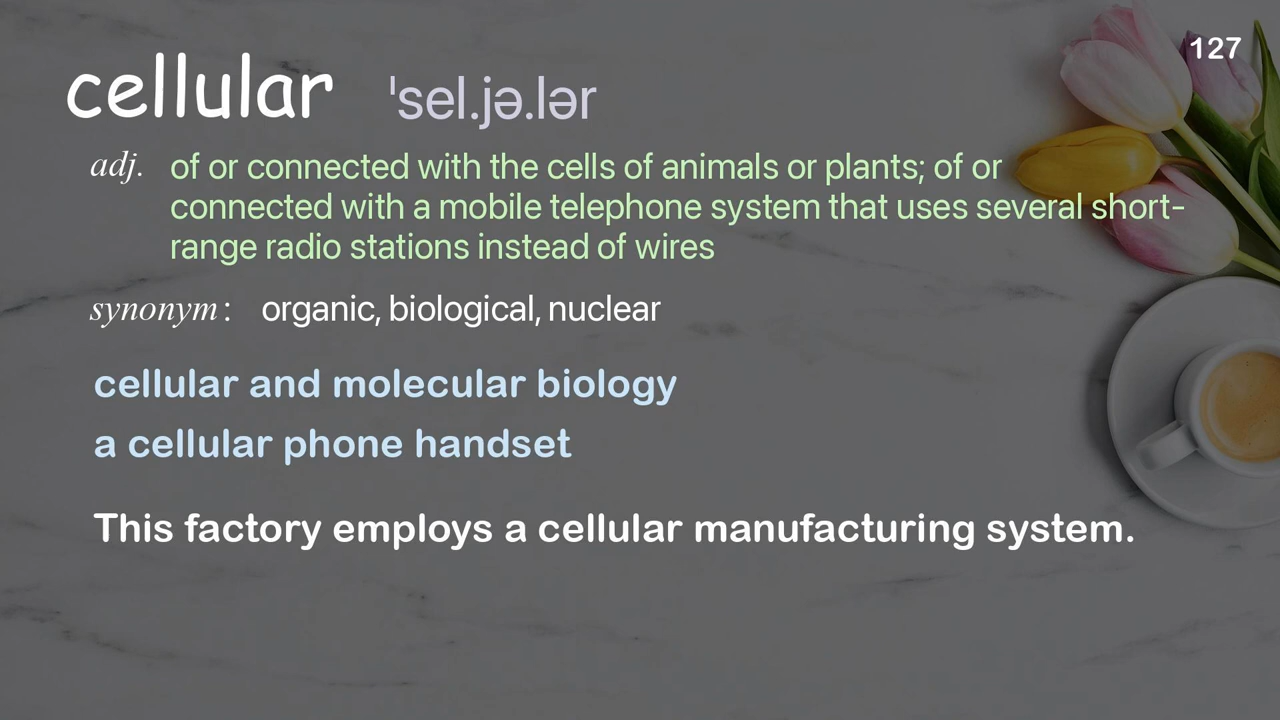 127
cellular ˈsel.jə.lər
adj. of or connected with the cells of animals or plants; of or
connected with a mobile telephone system that uses several short-
range radio stations instead of wires
synonym: organic, biological, nuclear
cellular and molecular biology
a cellular phone handset
This factory employs a cellular manufacturing system.